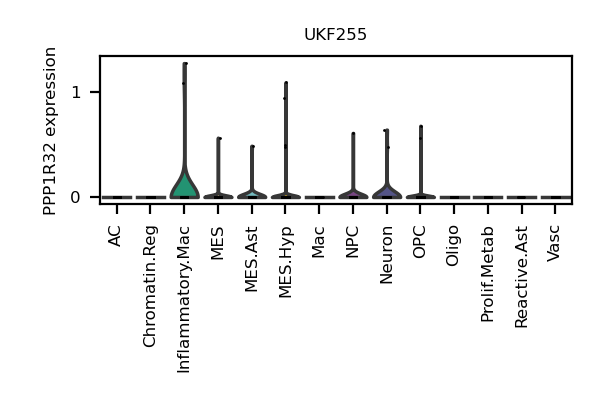 UKF255
PPP1R32 expression
1
0
AC
Chromatin.Reg
Inflammatory.Mac
MES
MES.Ast
MES.Hyp
Mac
NPC
Neuron
OPC
Oligo
Prolif.Metab
Reactive.Ast
Vasc